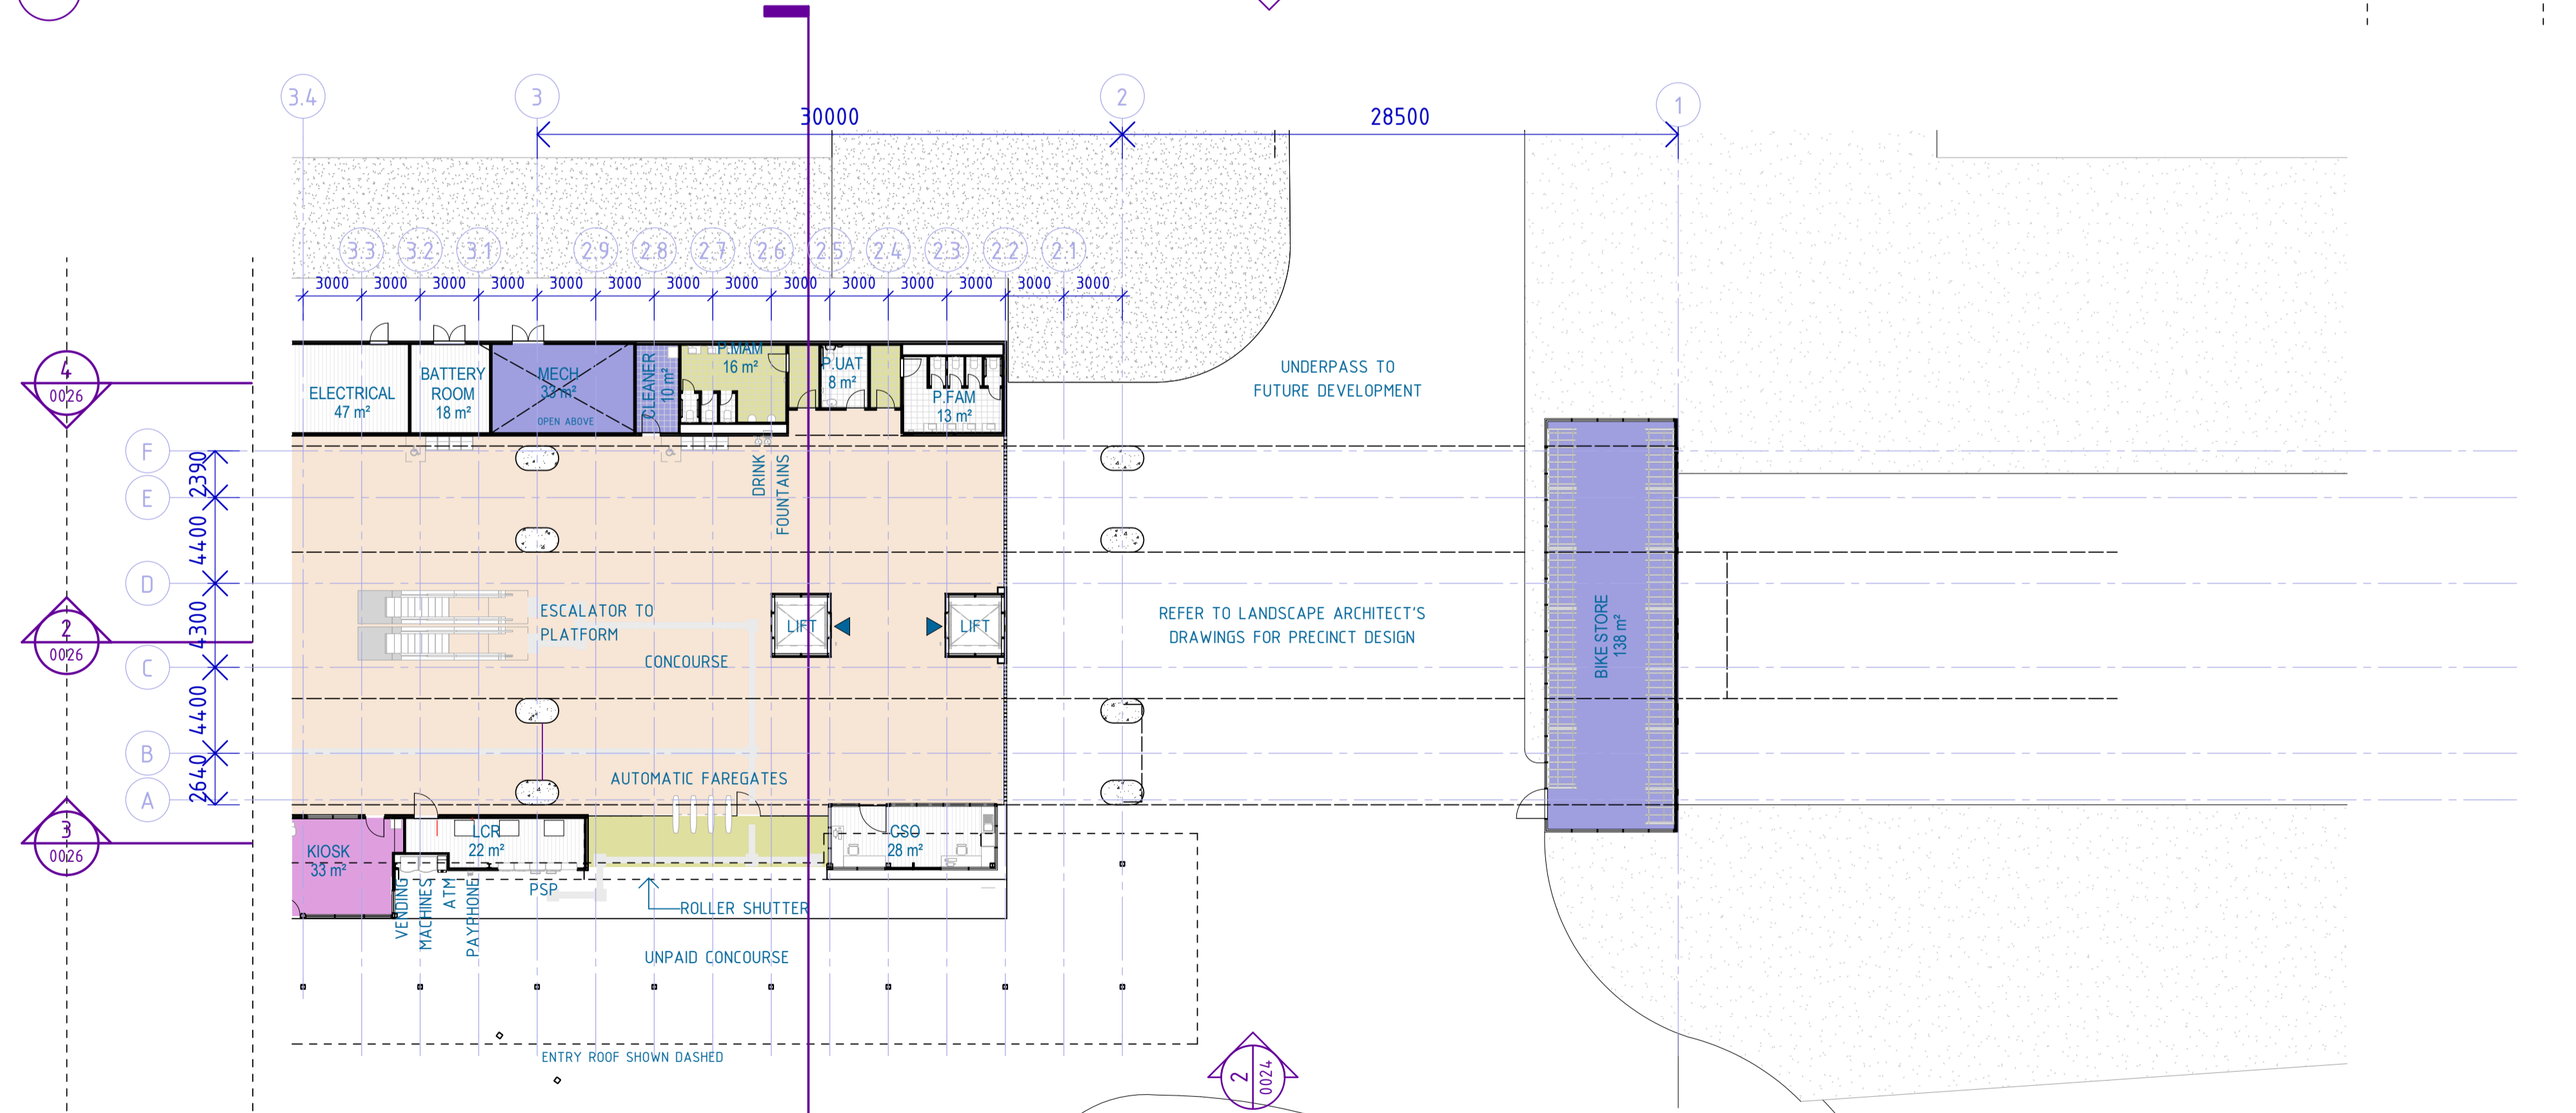 3.4
3
2
1
30000
28500
3.3
3.2
3.1
2.9
2.8
2.7
2.6
2.5
2.4
2.3
2.2
2.1
3000
3000
3000
3000
3000
3000
3000
3000
3000
3000
3000
3000
3000
3000
4
0026
2
0026
3
0026
F
E
D
C
B
A
2390
4400
4300
4400
2640
ELECTRICAL
47 m²
BATTERY
ROOM
18 m²
MECH
33 m²
OPEN ABOVE
CLEANER
10 m²
P.MAM
16 m²
P.UAT
8 m²
P.FAM
13 m²
DRINK
FOUNTAINS
UNDERPASS TO
FUTURE DEVELOPMENT
ESCALATOR TO
PLATFORM
CONCOURSE
LIFT
LIFT
REFER TO LANDSCAPE ARCHITECT'S
DRAWINGS FOR PRECINCT DESIGN
BIKE STORE
138 m²
AUTOMATIC FAREGATES
KIOSK
33 m²
LCR
22 m²
CSO
28 m²
VENDING
MACHINES
ATM
PAYPHONE
PSP
ROLLER SHUTTER
UNPAID CONCOURSE
ENTRY ROOF SHOWN DASHED
2
0024